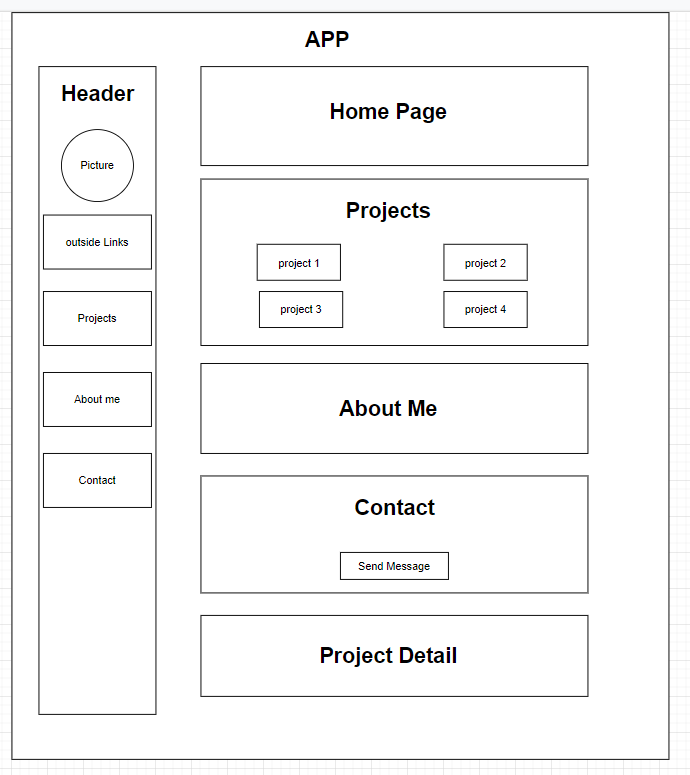 APP
Header
Picture
outside Links
Projects
About me
Contact
Home Page
Projects
project 1
project 2
project 3
project 4
About Me
Contact
Send Message
Project Detail